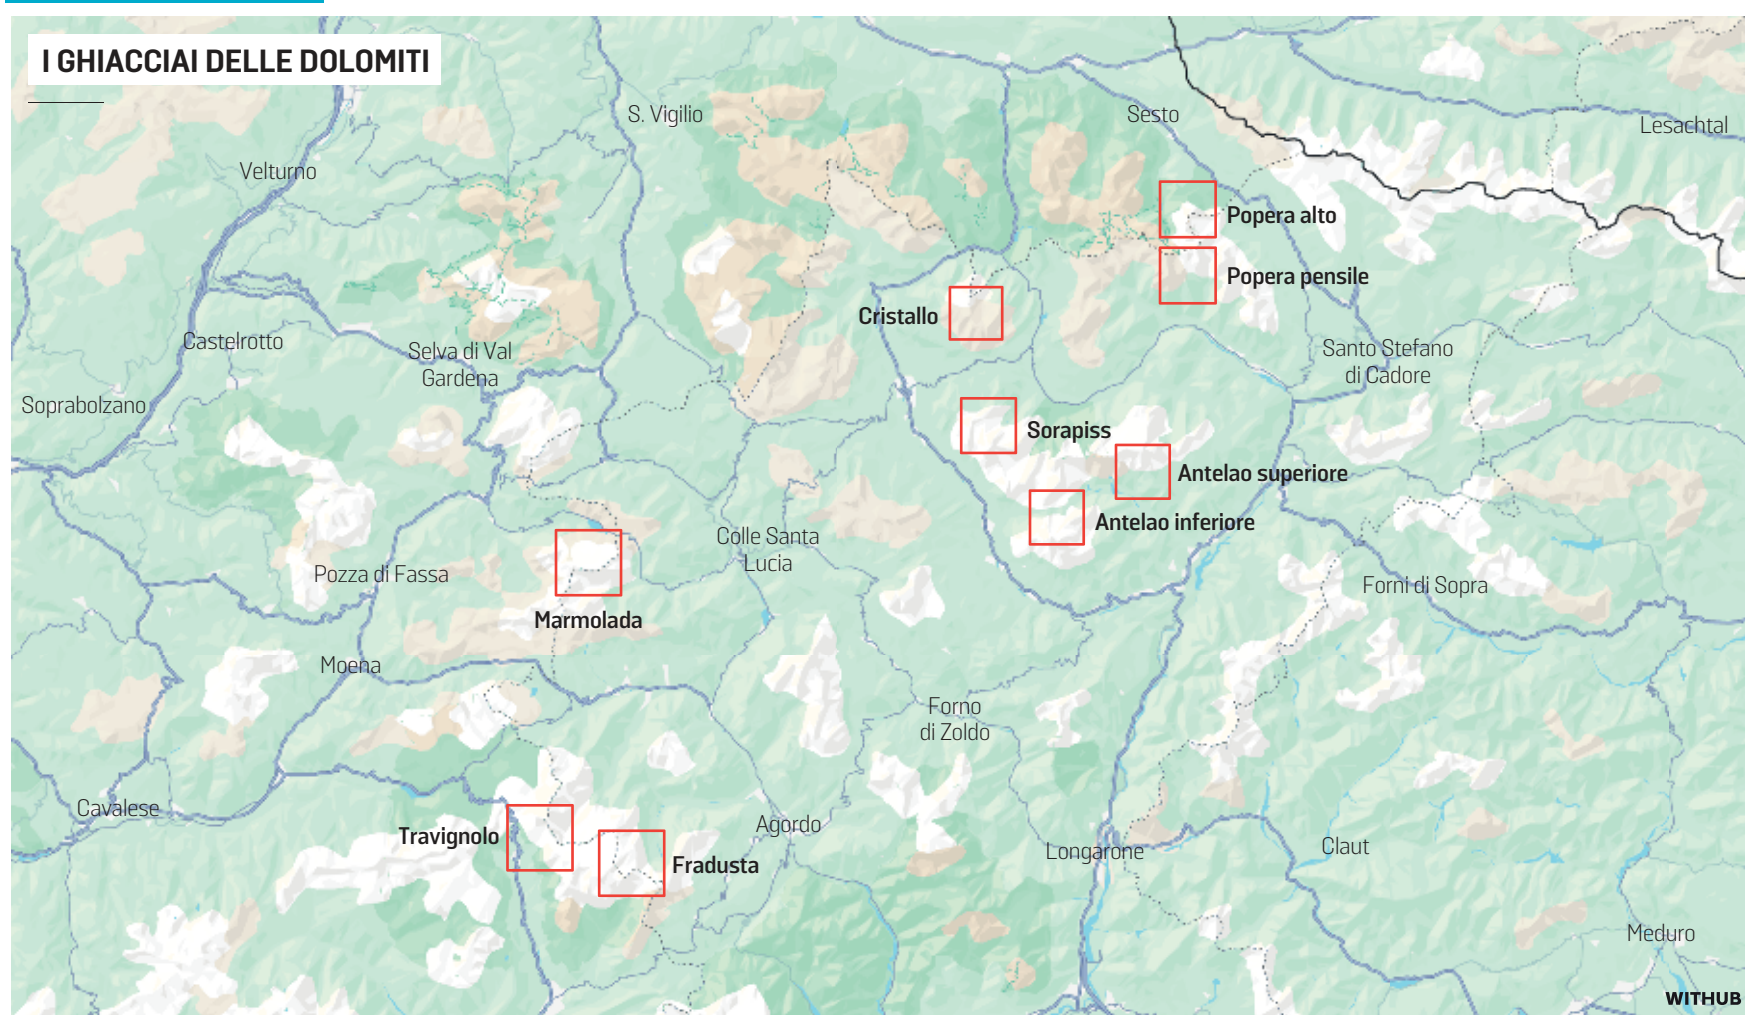 I GHIACCIAI DELLE DOLOMITI
S. Vigilio
Sesto
Lesachtal
Velturno
Popera alto
Popera pensile
Cristallo
Castelrotto
Selva di Val
Gardena
Santo Stefano
di Cadore
Soprabolzano
Sorapiss
Antelao superiore
Antelao inferiore
Colle Santa
Lucia
Pozza di Fassa
Forni di Sopra
Marmolada
Moena
Forno
di Zoldo
Cavalese
Travignolo
Agordo
Fradusta
Longarone
Claut
Meduro
WITHUB